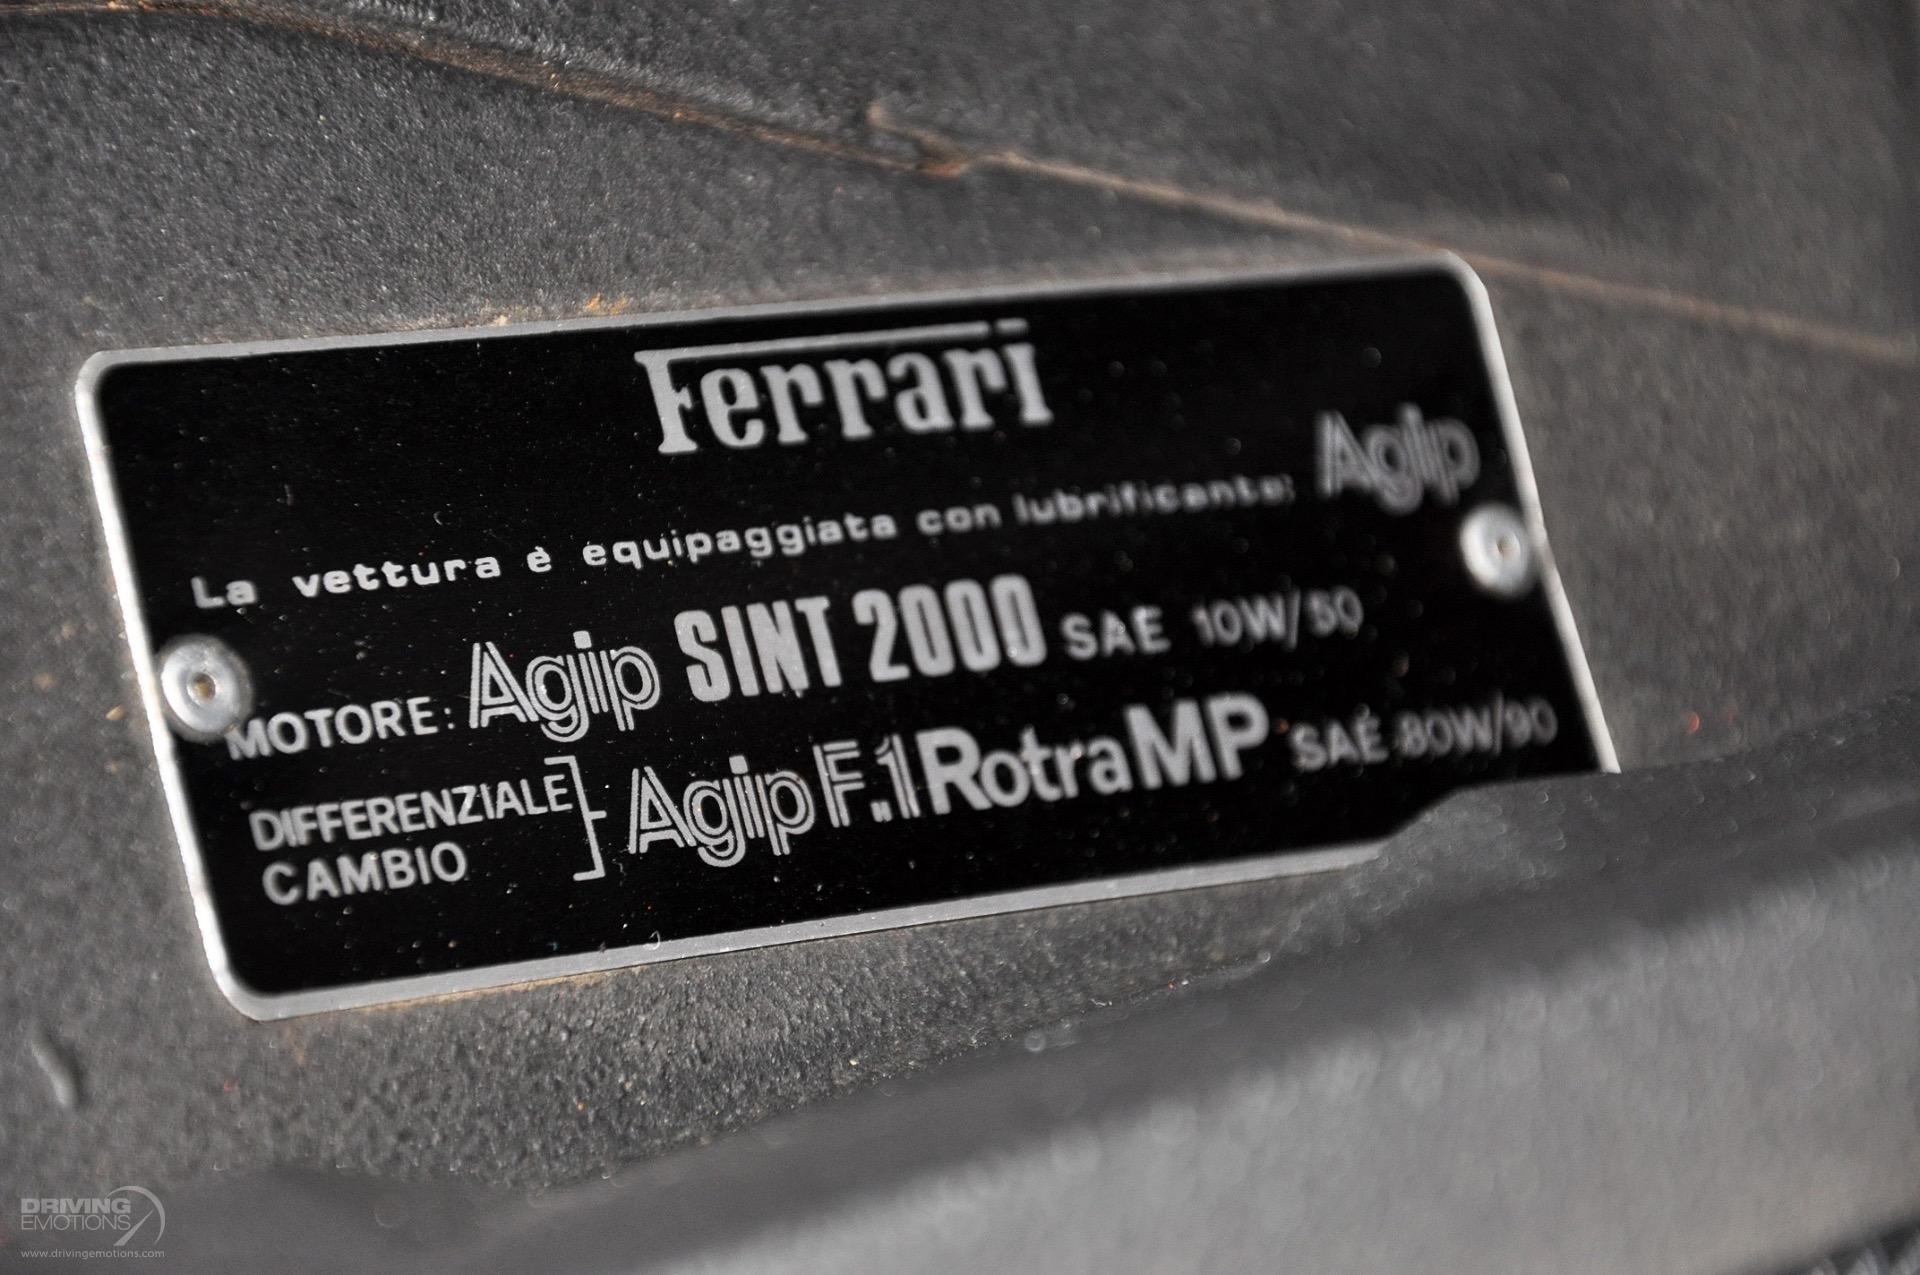 Ferrari
La vettura è equipaggiata con lubrificante: Agip
MOTORE: Agip SINT 2000 SAE 10W/50
DIFFERENZIALE
CAMBIO
Agip F.1 Rotra MP SAE 80W/90
DRIVING
EMOTIONS
www.drivingemotions.com